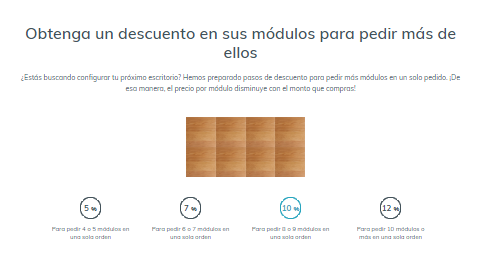 Obtenga un descuento en sus módulos para pedir más de
ellos
¿Estás buscando configurar tu próximo escritorio? Hemos preparado pasos de descuento para pedir más módulos en un solo pedido. ¡De
esa manera, el precio por módulo disminuye con el monto que compras!
5 %
7 %
10 %
12 %
Para pedir 4 o 5 módulos en
una sola orden
Para pedir 6 o 7 módulos en
una sola orden
Para pedir 8 o 9 módulos en
una sola orden
Para pedir 10 módulos o
más en una sola orden